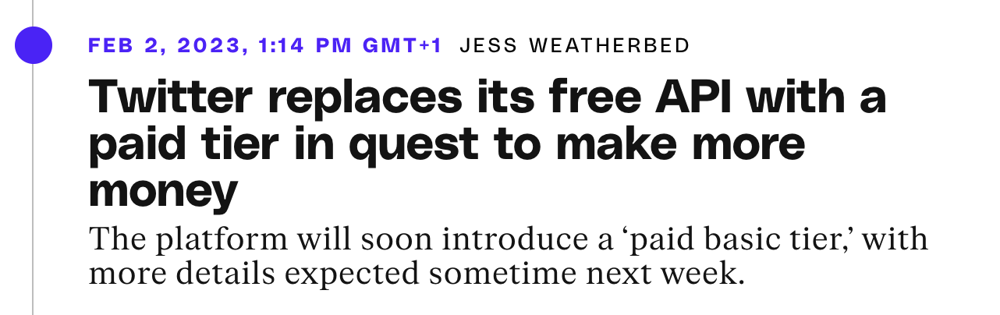 FEB 2, 2023, 1:14 PM GMT+1 JESS WEATHERBED
Twitter replaces its free API with a
paid tier in quest to make more
money
The platform will soon introduce a ‘paid basic tier,’ with
more details expected sometime next week.